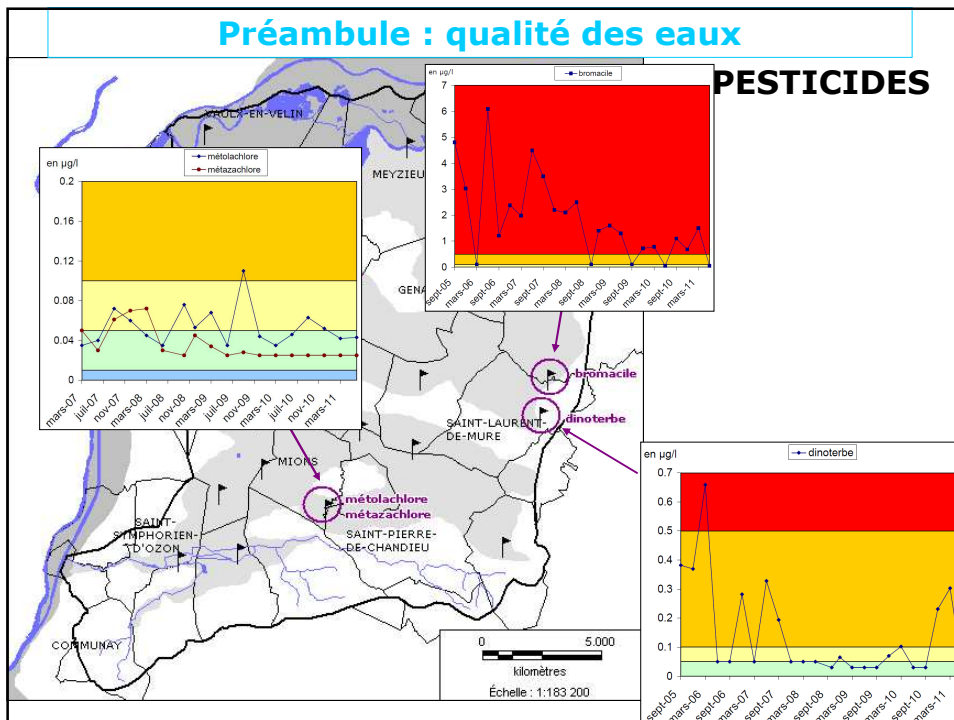 Préambule : qualité des eaux
PESTICIDES
VAULX-EN-VELIN
MEYZIEU
GENA
en µg/l
bromacile
7
6
5
4
3
2
1
0
sept-05
mars-06
sept-06
mars-07
sept-07
mars-08
sept-08
mars-09
sept-09
mars-10
sept-10
mars-11
en µg/l
métolachlore
métazachlore
0.2
0.16
0.12
0.08
0.04
0
mars-07
juil-07
nov-07
mars-08
juil-08
nov-08
mars-09
juil-09
nov-09
mars-10
juil-10
nov-10
mars-11
bromacile
dinoterbe
SAINT-LAURENT-
DE-MURE
MIONS
métolachlore
métazachlore
SAINT-
SYMPHORIEN-
D'OZON
SAINT-PIERRE-
DE-CHANDIEU
COMMUNAY
0 5.000
kilomètres
Échelle : 1:183 200
en µg/l
dinoterbe
0.7
0.6
0.5
0.4
0.3
0.2
0.1
0
sept-05
mars-06
sept-06
mars-07
sept-07
mars-08
sept-08
mars-09
sept-09
mars-10
sept-10
mars-11